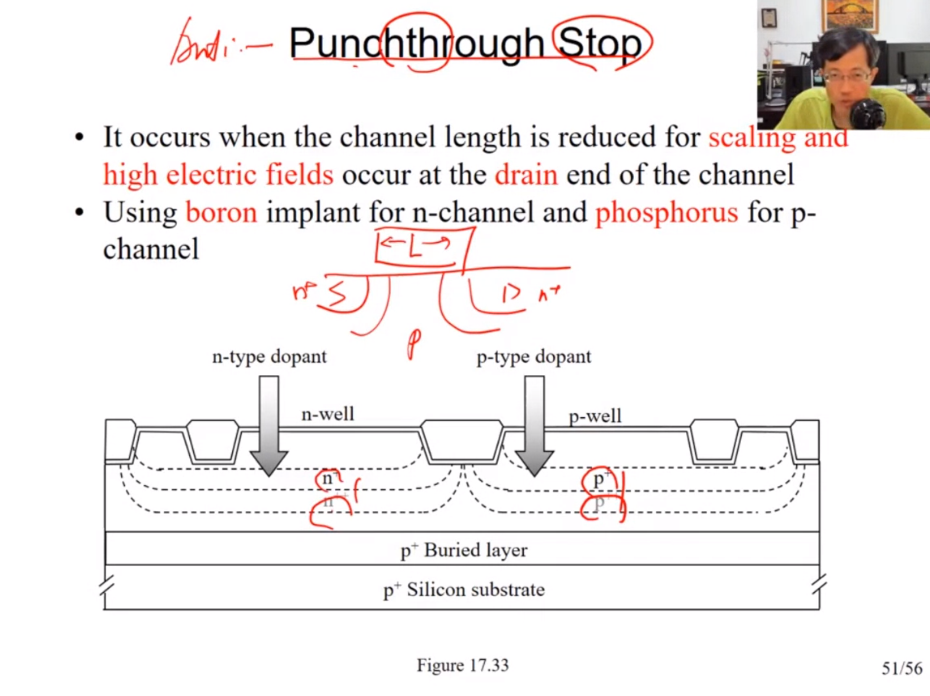 Anti:- Punchthrough Stop
• It occurs when the channel length is reduced for scaling and
high electric fields occur at the drain end of the channel
• Using boron implant for n-channel and phosphorus for p-
channel
L
n+ S D n+
p
n-type dopant p-type dopant
n-well p-well
n+ p+
p+ Buried layer
p+ Silicon substrate
Figure 17.33
51/56